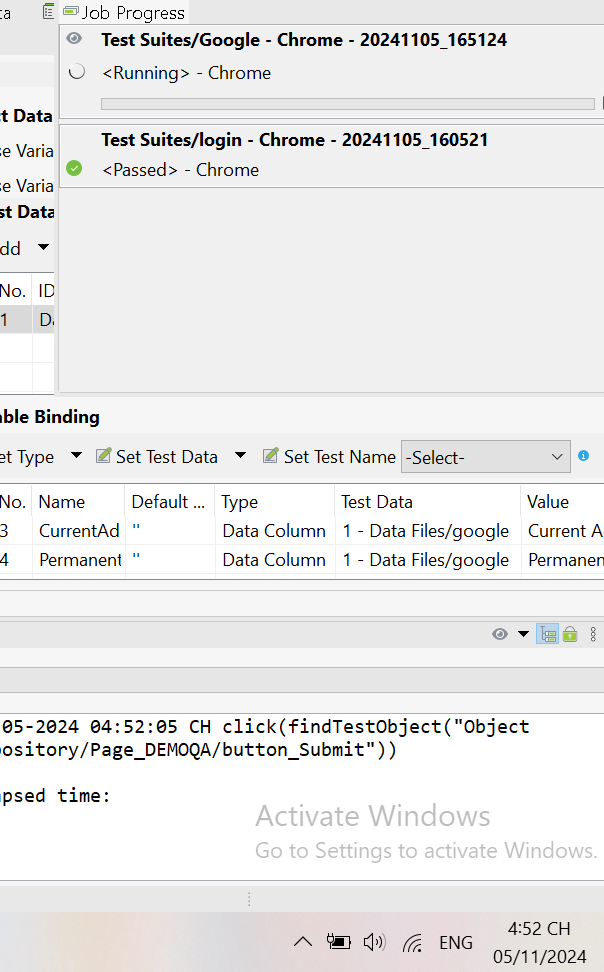 ta
Job Progress
Test Suites/Google - Chrome - 20241105_165124
<Running> - Chrome
Test Suites/login - Chrome - 20241105_160521
<Passed> - Chrome
t Data
se Varia
se Varia
st Data
dd
No. ID
1 Da
able Binding
et Type Set Test Data Set Test Name -Select-
No. Name Default ... Type Test Data Value
3 CurrentAd '' Data Column 1 - Data Files/google Current A
4 Permanent '' Data Column 1 - Data Files/google Permanen
05-2024 04:52:05 CH click(findTestObject("Object
pository/Page_DEMOQA/button_Submit"))
apsed time:
Activate Windows
Go to Settings to activate Windows.
4:52 CH
ENG
05/11/2024